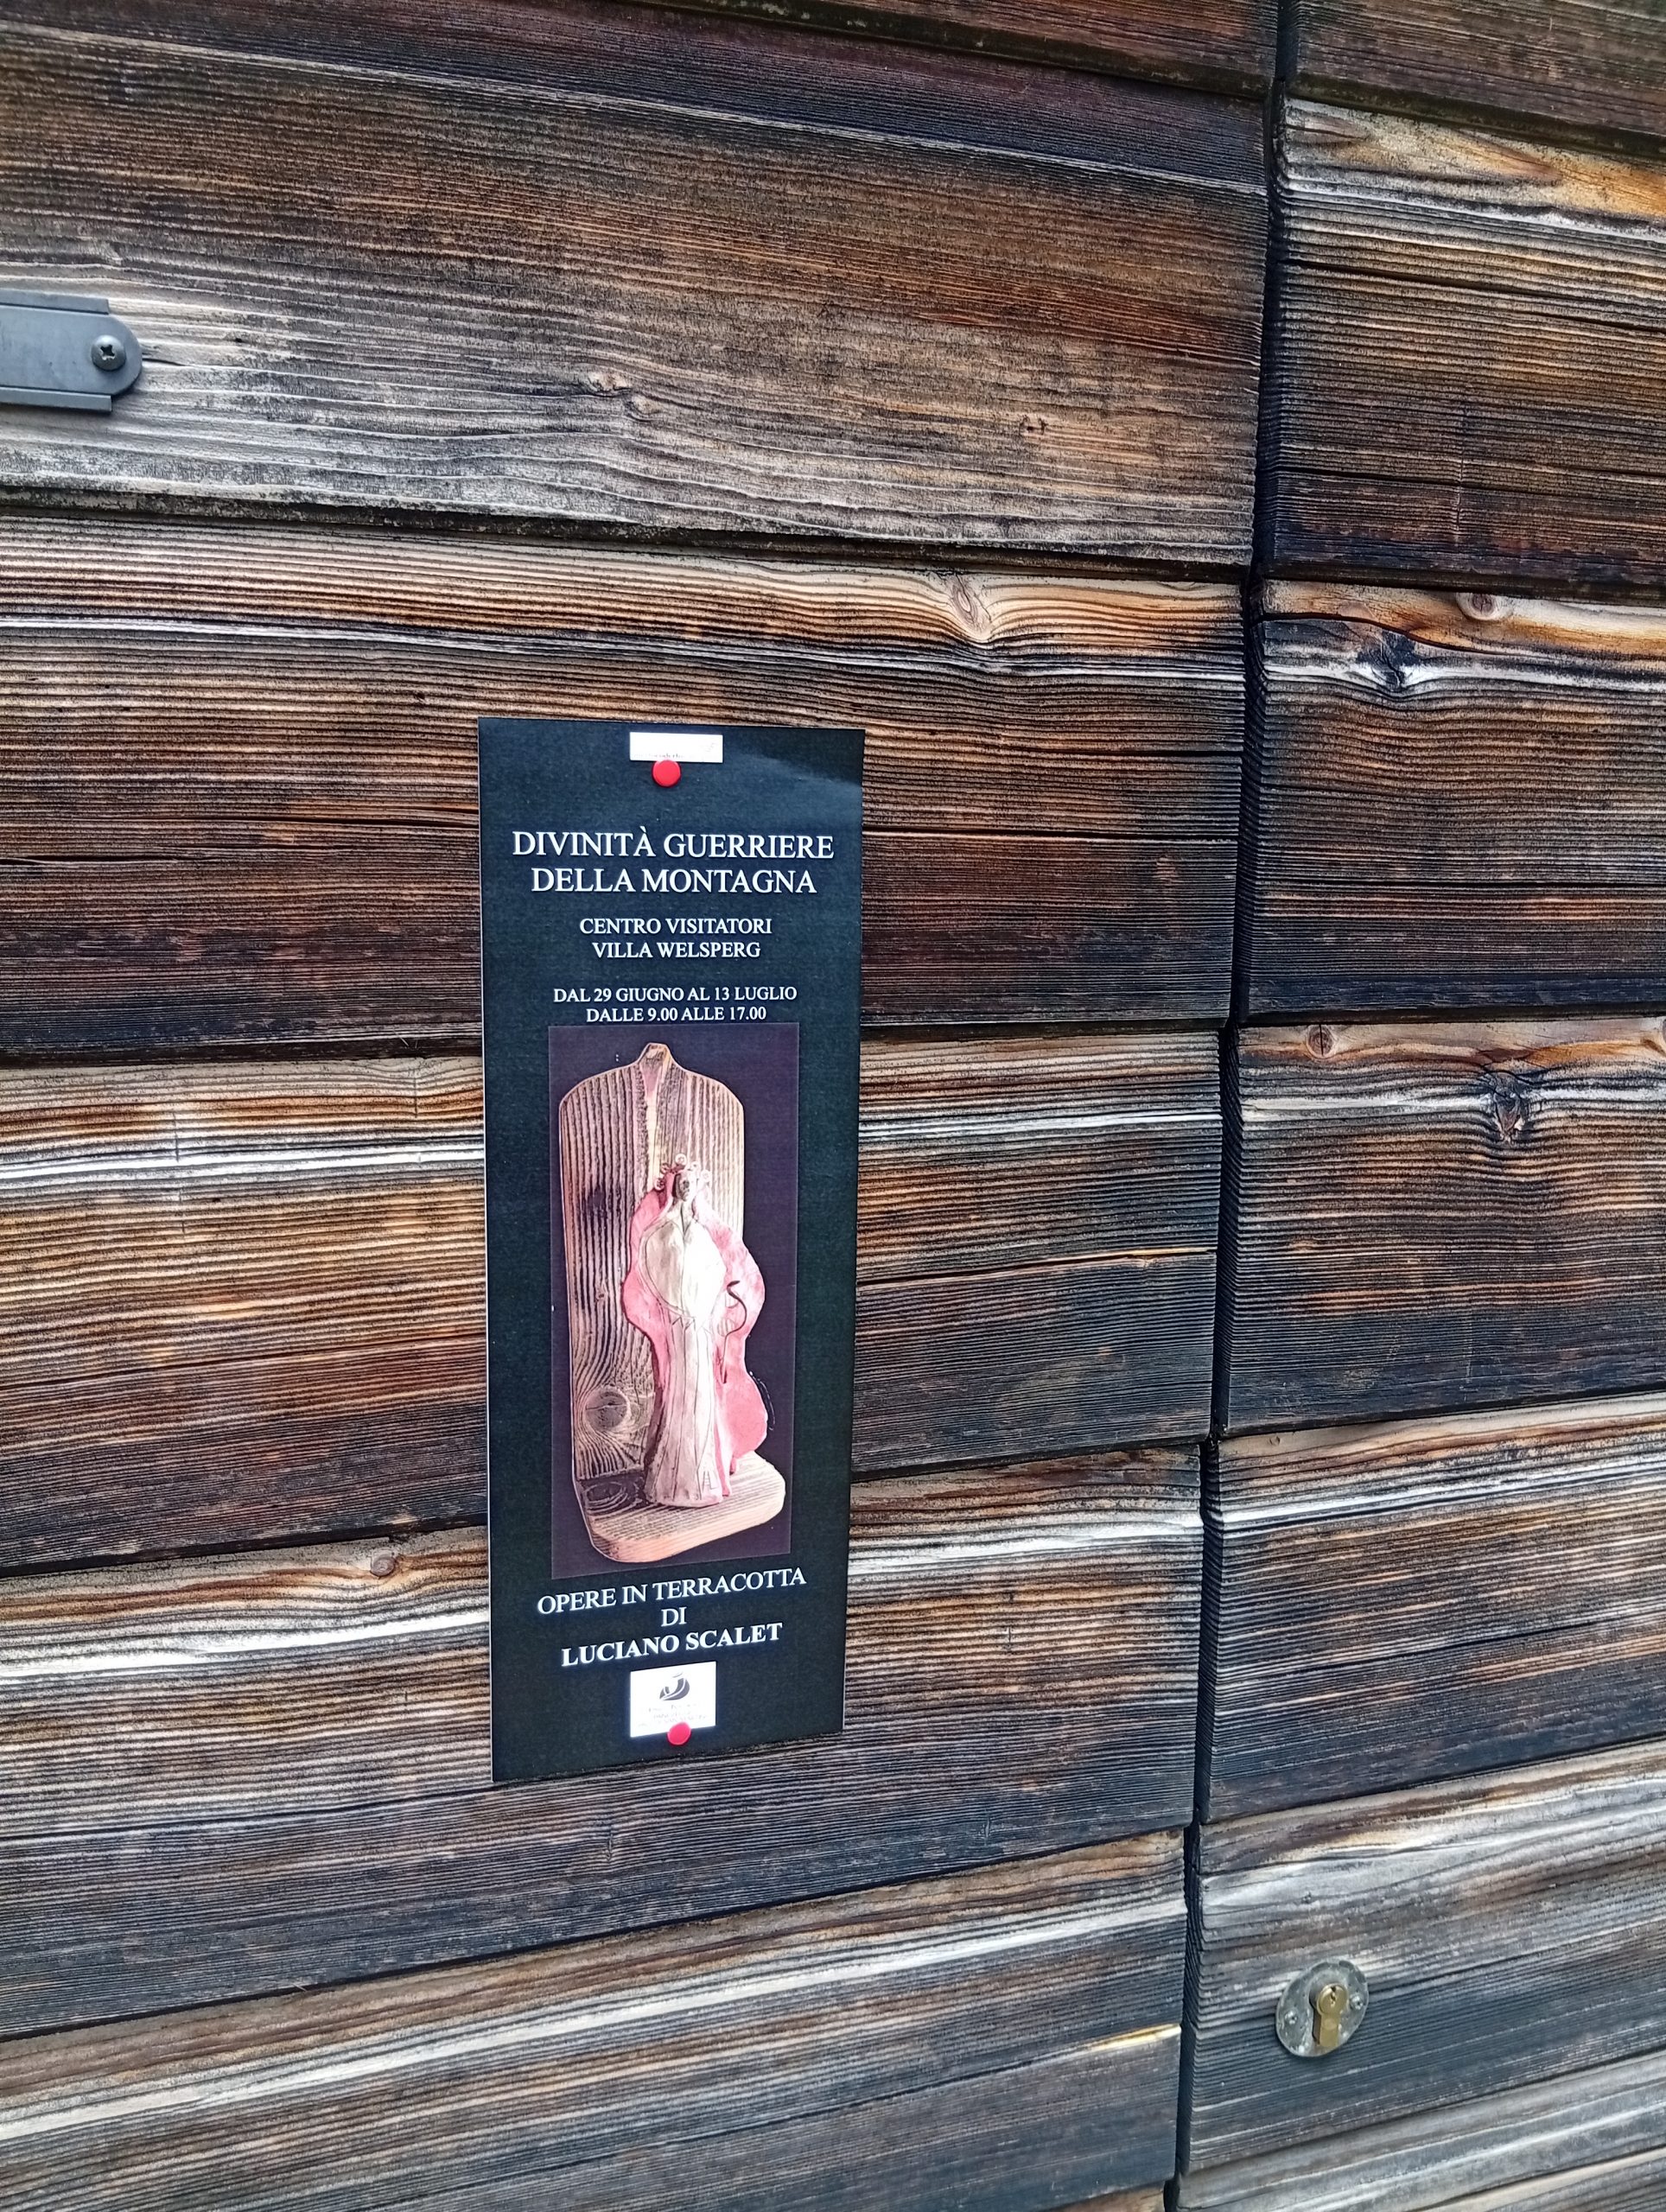 DIVINITÀ GUERRIERE
DELLA MONTAGNA
CENTRO VISITATORI
VILLA WELSPERG
DAL 29 GIUGNO AL 13 LUGLIO
DALLE 9.00 ALLE 17.00
OPERE IN TERRACOTTA
DI
LUCIANO SCALET